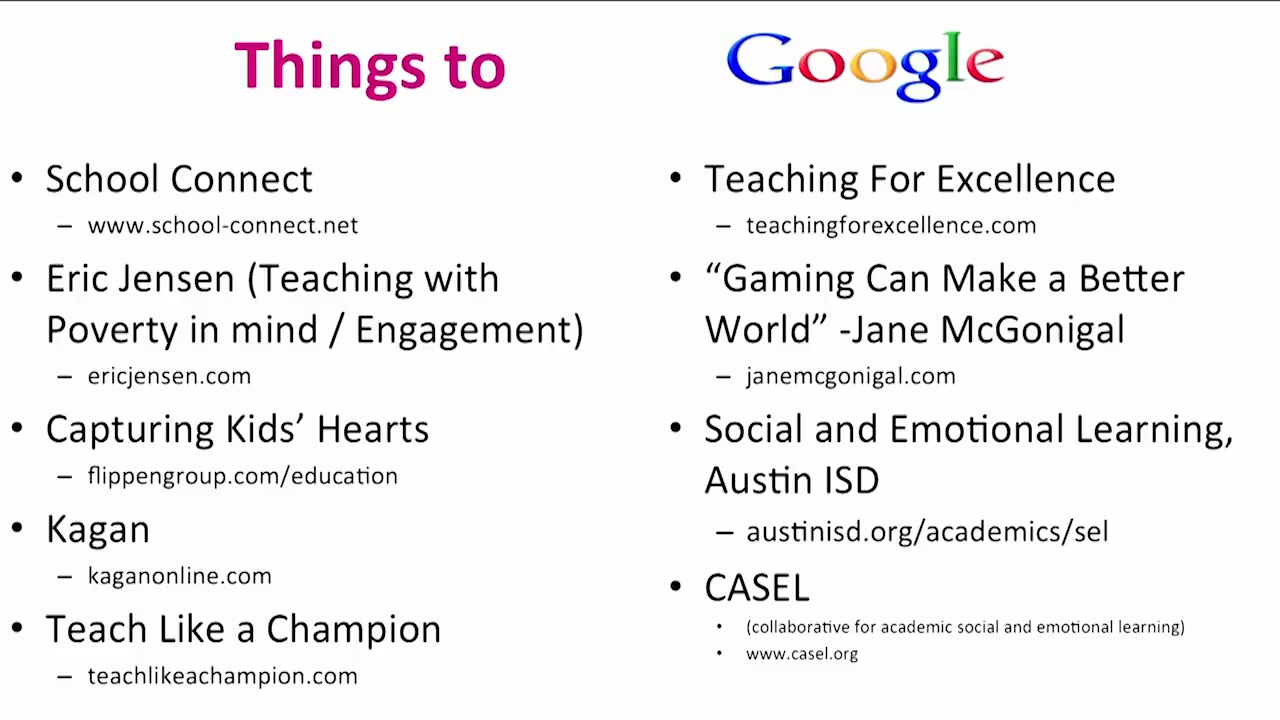 Things to Google
• School Connect
– www.school-connect.net
• Eric Jensen (Teaching with
Poverty in mind / Engagement)
– ericjensen.com
• Capturing Kids’ Hearts
– flippengroup.com/education
• Kagan
– kaganonline.com
• Teach Like a Champion
– teachlikeachampion.com
• Teaching For Excellence
– teachingforexcellence.com
• “Gaming Can Make a Better
World” -Jane McGonigal
– janemcgonigal.com
• Social and Emotional Learning,
Austin ISD
– austinisd.org/academics/sel
• CASEL
• (collaborative for academic social and emotional learning)
• www.casel.org